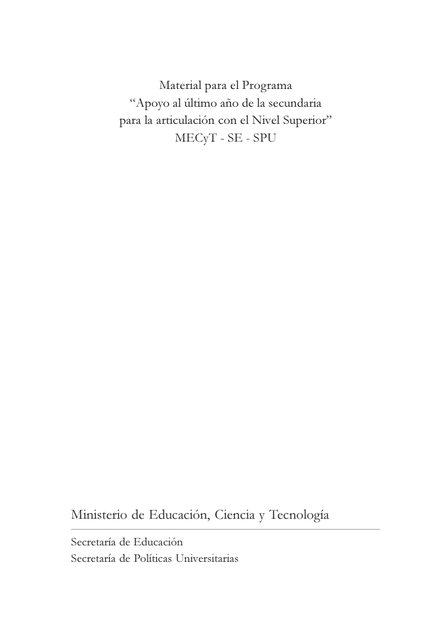 Material para el Programa
“Apoyo al último año de la secundaria
para la articulación con el Nivel Superior”
MECyT - SE - SPU
Ministerio de Educación, Ciencia y Tecnología
Secretaría de Educación
Secretaría de Políticas Universitarias